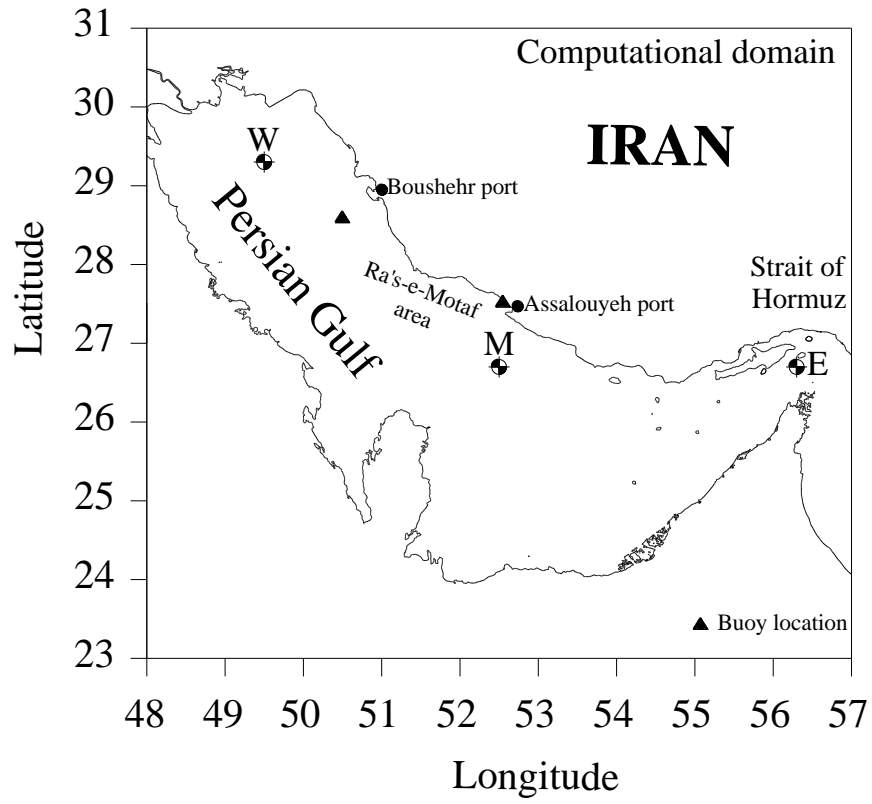 Computational domain
IRAN
W
Boushehr port
Persian Gulf
Ra's-e-Motaf
area
Strait of
Hormuz
Assalouyeh port
M
E
Buoy location
31
30
29
28
27
26
25
24
23
Latitude
48 49 50 51 52 53 54 55 56 57
Longitude